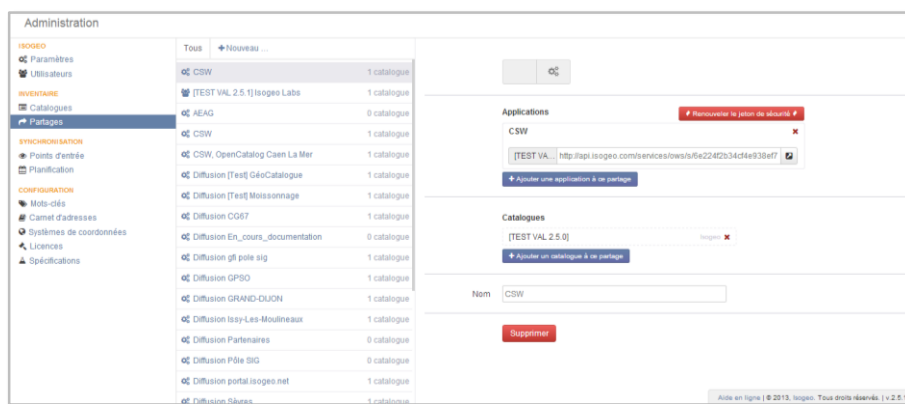 Administration
ISOGEO
Paramètres
Utilisateurs
INVENTAIRE
Catalogues
Partages
SYNCHRONISATION
Points d'entrée
Planification
CONFIGURATION
Mots-clés
Carnet d'adresses
Systèmes de coordonnées
Licences
Spécifications
Tous +Nouveau ...
CSW 1 catalogue
[TEST VAL 2.5.1] Isogeo Labs 1 catalogue
AEAG 0 catalogue
CSW 1 catalogue
CSW, OpenCatalog Caen La Mer 1 catalogue
Diffusion [Test] GéoCatalogue 1 catalogue
Diffusion [Test] Moissonnage 1 catalogue
Diffusion CG67 1 catalogue
Diffusion En_cours_documentation 0 catalogue
Diffusion gfi pole sig 1 catalogue
Diffusion GPSO 1 catalogue
Diffusion GRAND-DIJON 1 catalogue
Diffusion Issy-Les-Moulineaux 1 catalogue
Diffusion Partenaires 0 catalogue
Diffusion Pôle SIG 0 catalogue
Diffusion portal.isogeo.net 1 catalogue
Diffusion Sèvres 1 catalogue
Applications
Renouveler le jeton de sécurité
CSW
[TEST VA... http://api.isogeo.com/services/ows/s/6e224f2b34cf4e938ef7
+ Ajouter une application à ce partage
Catalogues
[TEST VAL 2.5.0] Isogeo
+ Ajouter un catalogue à ce partage
Nom CSW
Supprimer
Aide en ligne | © 2013, Isogeo. Tous droits réservés. | v.2.5.1